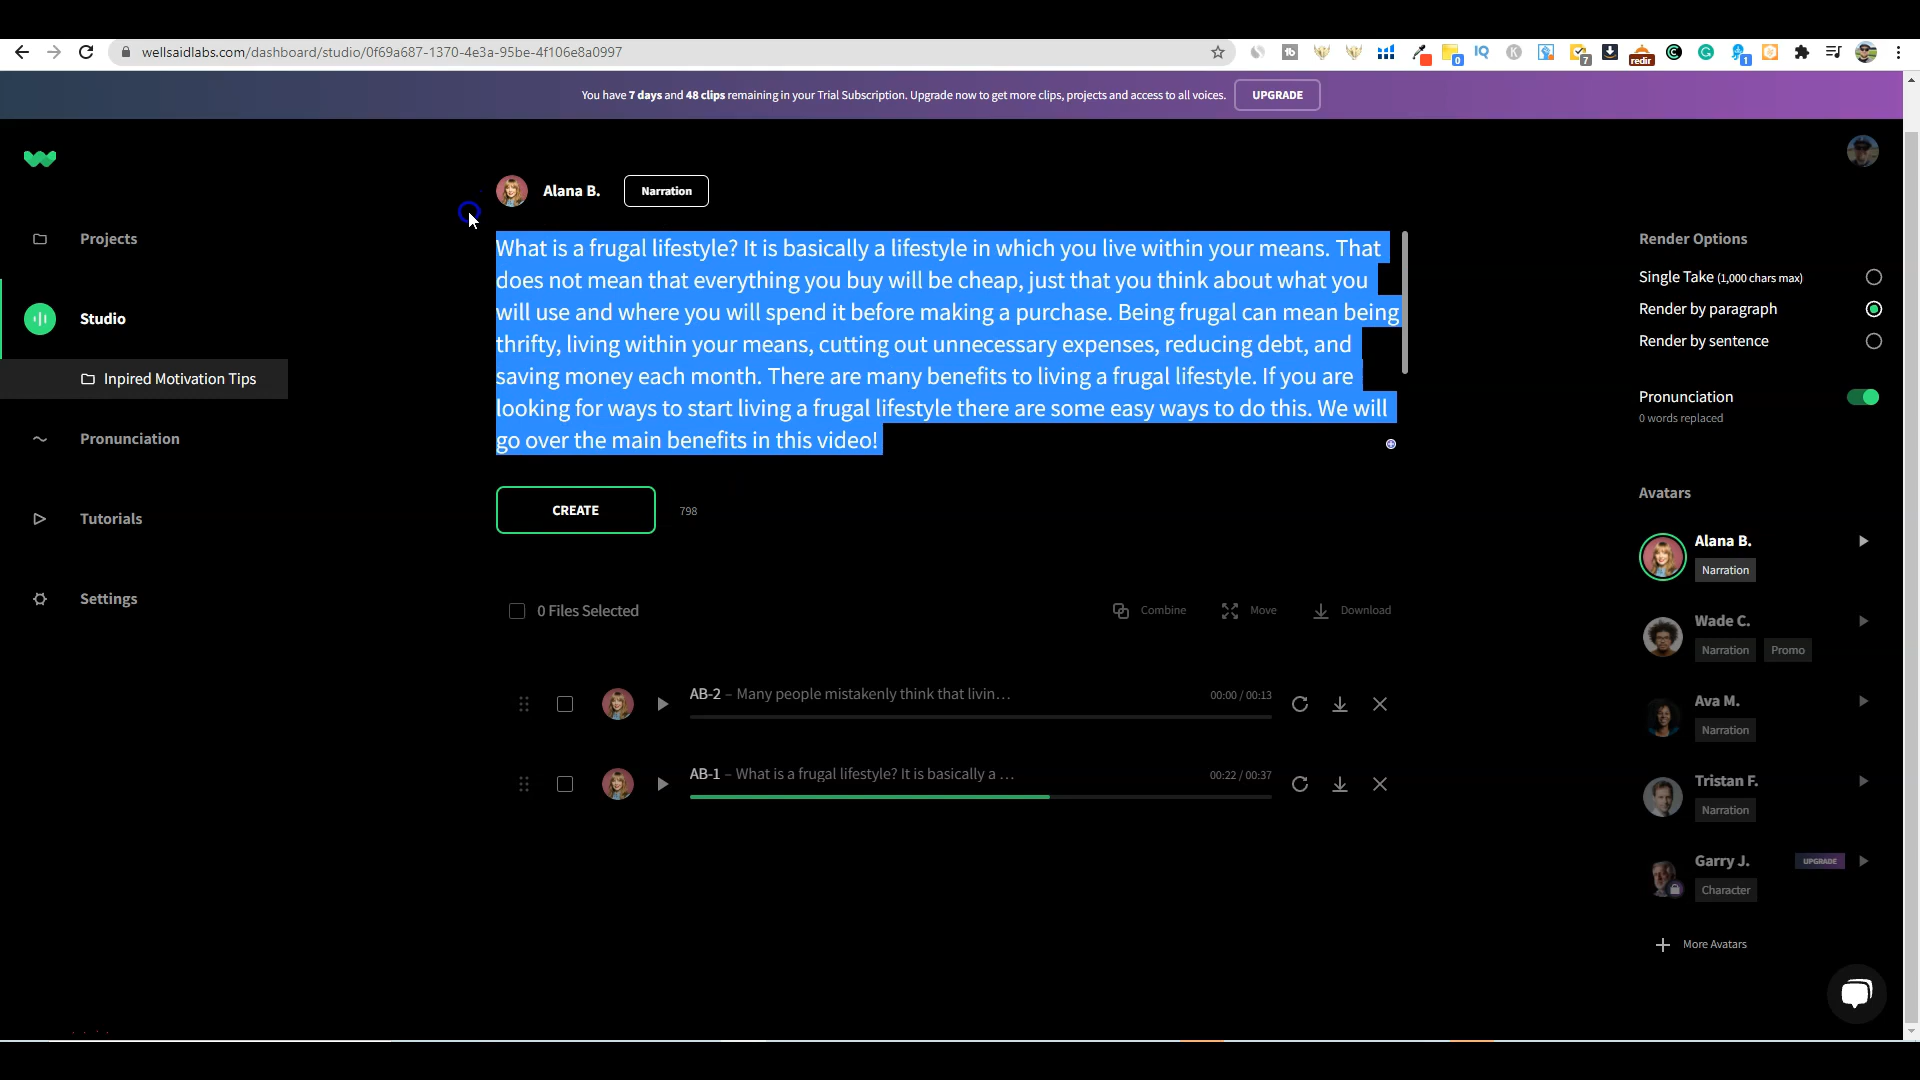 wellsaidlabs.com/dashboard/studio/0f69a687-1370-4e3a-95be-4f106e8a0997
You have 7 days and 48 clips remaining in your Trial Subscription. Upgrade now to get more clips, projects and access to all voices.
UPGRADE
Projects
Studio
Inpired Motivation Tips
Pronunciation
Tutorials
Settings
Alana B.
Narration
What is a frugal lifestyle? It is basically a lifestyle in which you live within your means. That
does not mean that everything you buy will be cheap, just that you think about what you
will use and where you will spend it before making a purchase. Being frugal can mean being
thrifty, living within your means, cutting out unnecessary expenses, reducing debt, and
saving money each month. There are many benefits to living a frugal lifestyle. If you are
looking for ways to start living a frugal lifestyle there are some easy ways to do this. We will
go over the main benefits in this video!
CREATE
798
0 Files Selected
Combine
Move
Download
AB-2 – Many people mistakenly think that livin…
00:00 / 00:13
AB-1 – What is a frugal lifestyle? It is basically a …
00:22 / 00:37
Render Options
Single Take (1,000 chars max)
Render by paragraph
Render by sentence
Pronunciation
0 words replaced
Avatars
Alana B.
Narration
Wade C.
Narration
Promo
Ava M.
Narration
Tristan F.
Narration
Garry J.
UPGRADE
Character
More Avatars
fb
0
IQ
K
7
redir
C
G
1